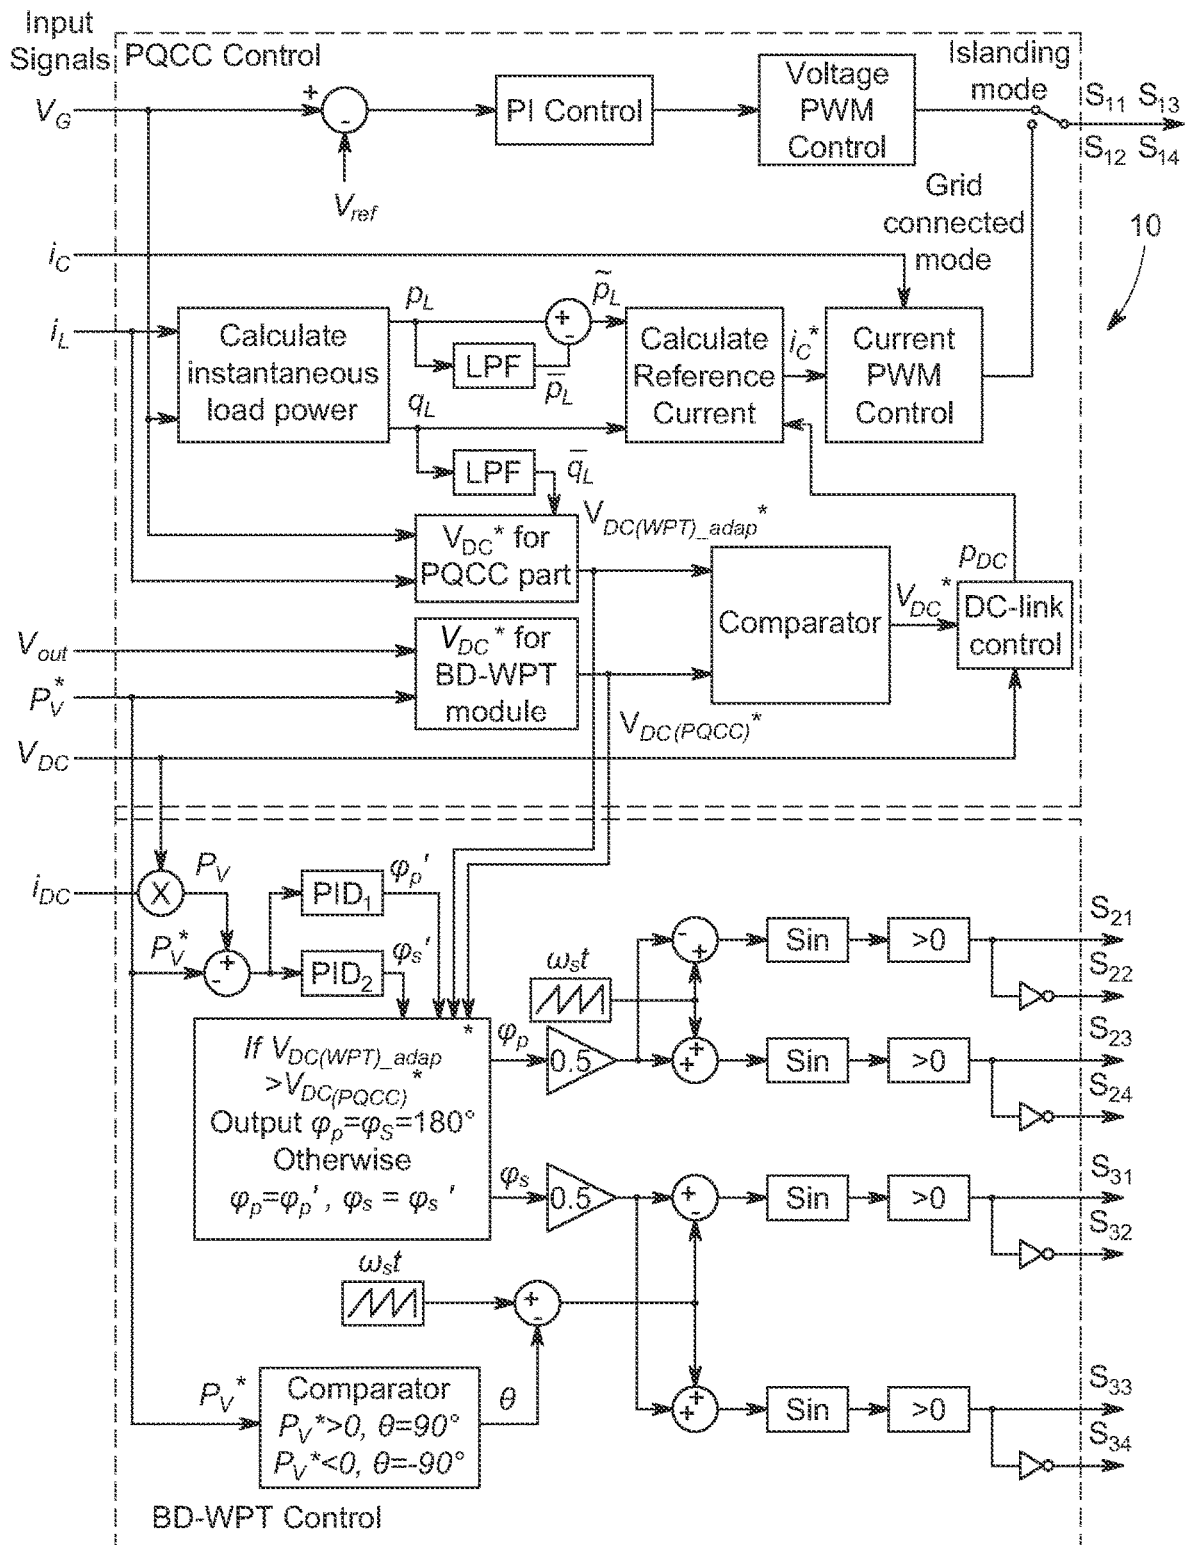 Input
Signals
PQCC Control
V_G
+
-
V_ref
PI Control
Voltage
PWM
Control
Islanding
mode
S11 S13
S12 S14
Grid
connected
mode
10
i_C
i_L
Calculate
instantaneous
load power
p_L
LPF
p̄_L
+
-
p̃_L
q_L
LPF
q̄_L
Calculate
Reference
Current
i_C*
Current
PWM
Control
V_DC* for
PQCC part
V_DC(WPT)_adap*
Comparator
V_DC*
p_DC
DC-link
control
V_out
P_V*
V_DC* for
BD-WPT
module
V_DC(PQCC)*
V_DC
i_DC
X
P_V
P_V*
+
-
PID1
φ_p'
PID2
φ_s'
If V_DC(WPT)_adap*
>V_DC(PQCC)*
Output φ_p=φ_S=180°
Otherwise
φ_p=φ_p', φ_s = φ_s'
φ_p
0.5
ω_s t
-
+
Sin
>0
S21
S22
+
+
Sin
>0
S23
S24
φ_s
0.5
+
-
Sin
>0
S31
S32
ω_s t
+
-
P_V*
Comparator
P_V*>0, θ=90°
P_V*<0, θ=-90°
θ
+
+
Sin
>0
S33
S34
BD-WPT Control